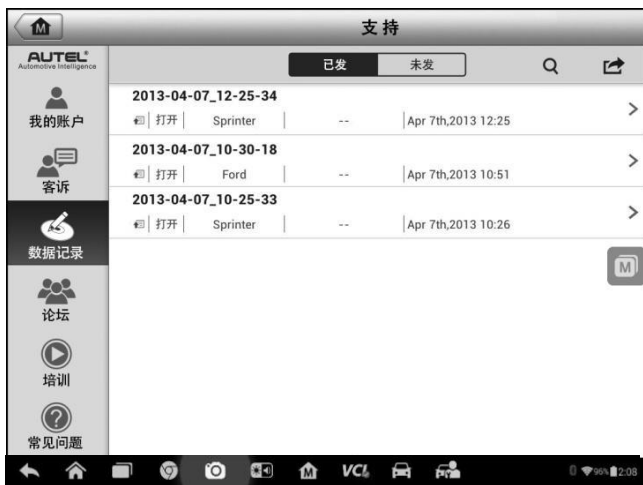 支持
AUTEL®
Automotive Intelligence
已发 未发
我的账户
客诉
数据记录
论坛
培训
常见问题
2013-04-07_12-25-34
打开 Sprinter -- Apr 7th,2013 12:25
2013-04-07_10-30-18
打开 Ford -- Apr 7th,2013 10:51
2013-04-07_10-25-33
打开 Sprinter -- Apr 7th,2013 10:26
M
M
M
VCI
96% 2:08